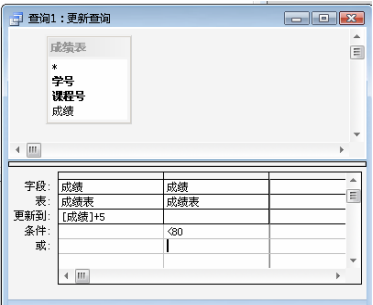 查询1：更新查询
成绩表
*
学号
课程号
成绩
字段: 成绩 成绩
表: 成绩表 成绩表
更新到: [成绩]+5
条件: <80
或: